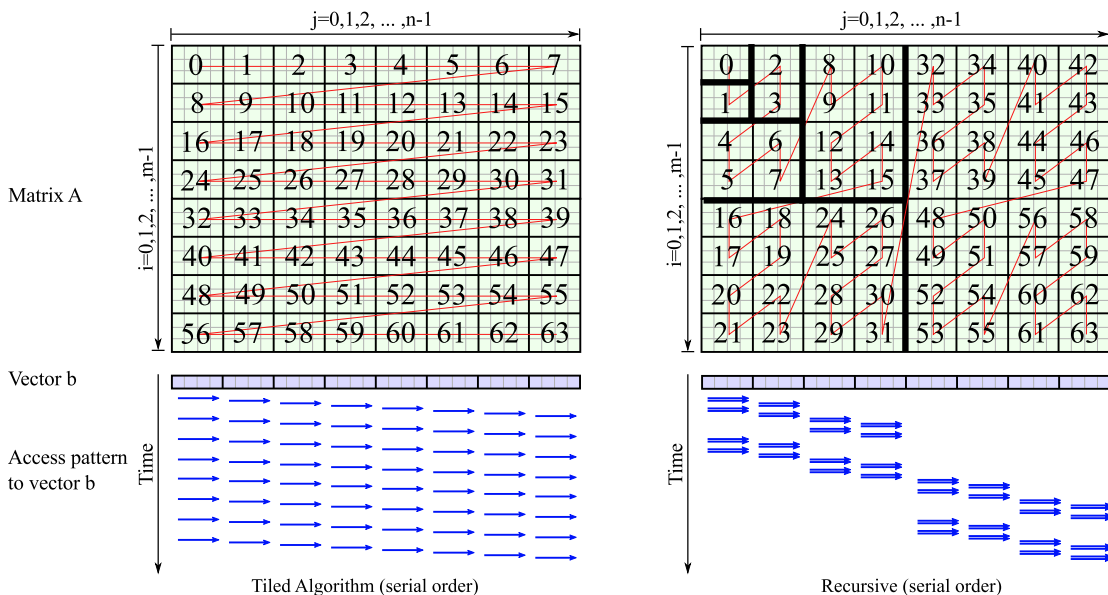 j=0,1,2, ... ,n-1
i=0,1,2, ... ,m-1
Matrix A
0 1 2 3 4 5 6 7
8 9 10 11 12 13 14 15
16 17 18 19 20 21 22 23
24 25 26 27 28 29 30 31
32 33 34 35 36 37 38 39
40 41 42 43 44 45 46 47
48 49 50 51 52 53 54 55
56 57 58 59 60 61 62 63
j=0,1,2, ... ,n-1
i=0,12, ... ,m-1
0 2 8 10 32 34 40 42
1 3 9 11 33 35 41 43
4 6 12 14 36 38 44 46
5 7 13 15 37 39 45 47
16 18 24 26 48 50 56 58
17 19 25 27 49 51 57 59
20 22 28 30 52 54 60 62
21 23 29 31 53 55 61 63
Vector b
Access pattern
to vector b
Time
Time
Tiled Algorithm (serial order)
Recursive (serial order)